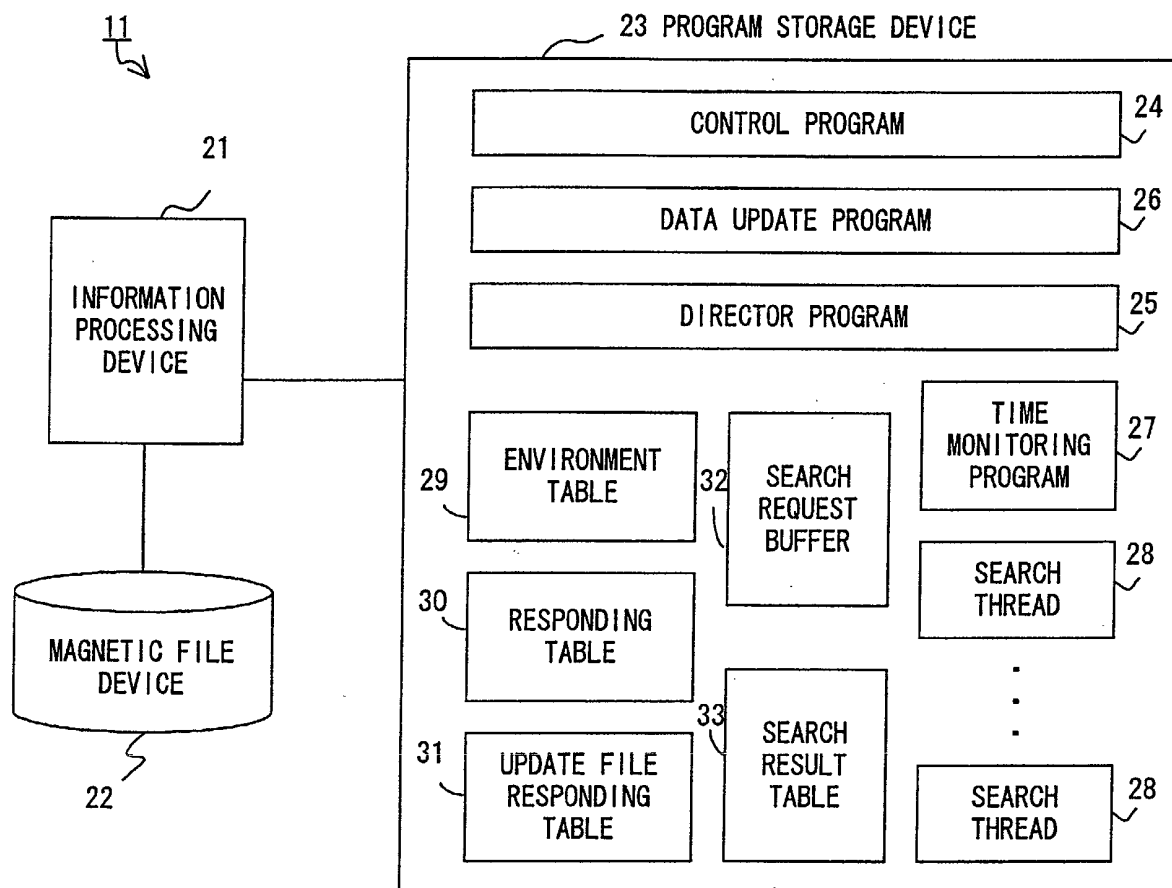 11
23 PROGRAM STORAGE DEVICE
CONTROL PROGRAM
24
21
DATA UPDATE PROGRAM
26
DIRECTOR PROGRAM
25
INFORMATION
PROCESSING
DEVICE
TIME
MONITORING
PROGRAM
27
29
ENVIRONMENT
TABLE
32
SEARCH
REQUEST
BUFFER
SEARCH
THREAD
28
30
RESPONDING
TABLE
MAGNETIC FILE
DEVICE
22
33
SEARCH
RESULT
TABLE
31
UPDATE FILE
RESPONDING
TABLE
SEARCH
THREAD
28